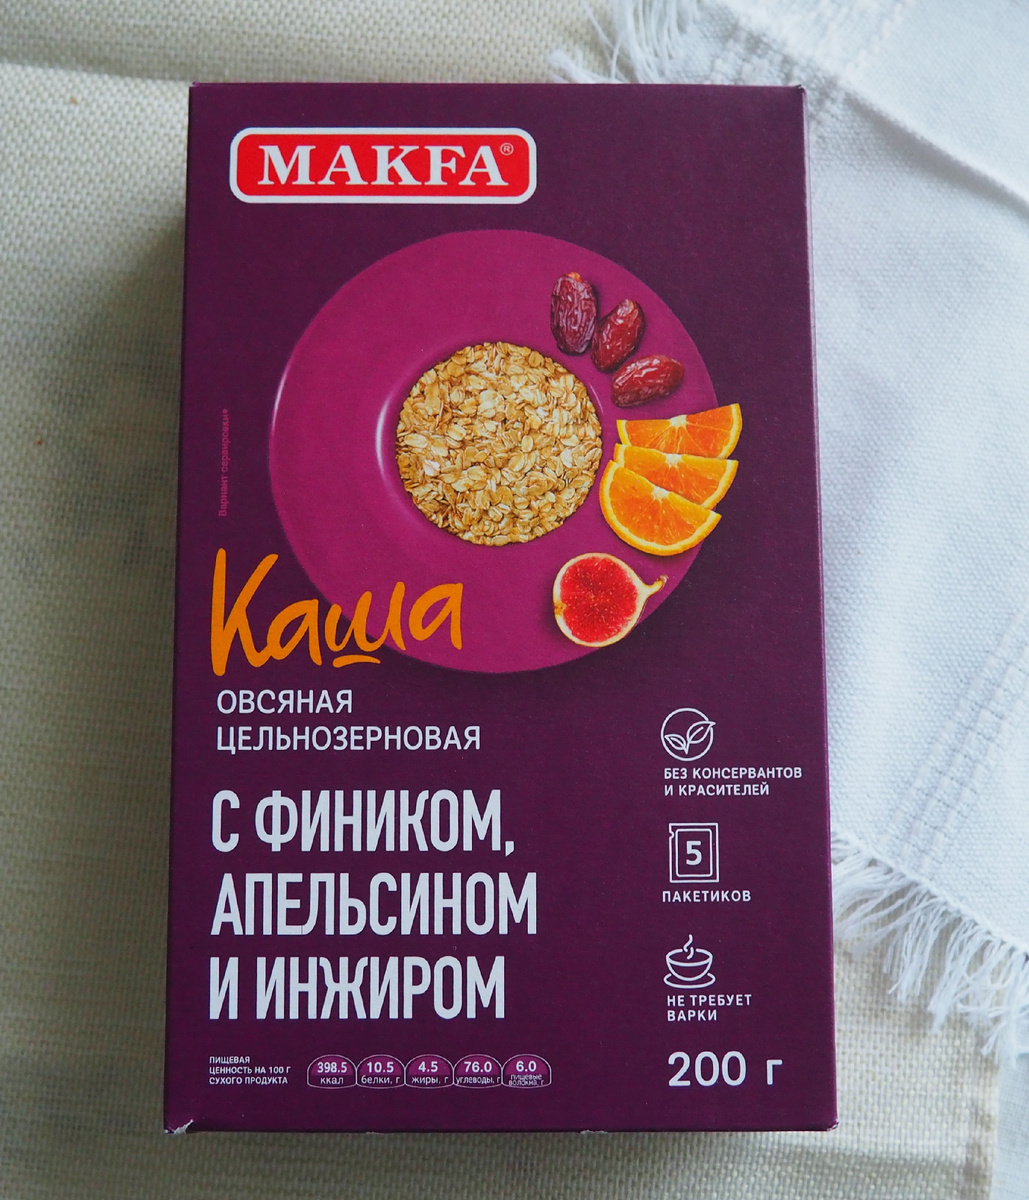 MAKFA®
Вариант сервировки
Каша
ОВСЯНАЯ
ЦЕЛЬНОЗЕРНОВАЯ
С ФИНИКОМ,
АПЕЛЬСИНОМ
И ИНЖИРОМ
БЕЗ КОНСЕРВАНТОВ
И КРАСИТЕЛЕЙ
5
ПАКЕТИКОВ
НЕ ТРЕБУЕТ
ВАРКИ
ПИЩЕВАЯ
ЦЕННОСТЬ НА 100 Г
СУХОГО ПРОДУКТА
398.5
ккал
10.5
белки, г
4.5
жиры, г
76.0
углеводы, г
6.0
пищевые
волокна, г
200 г